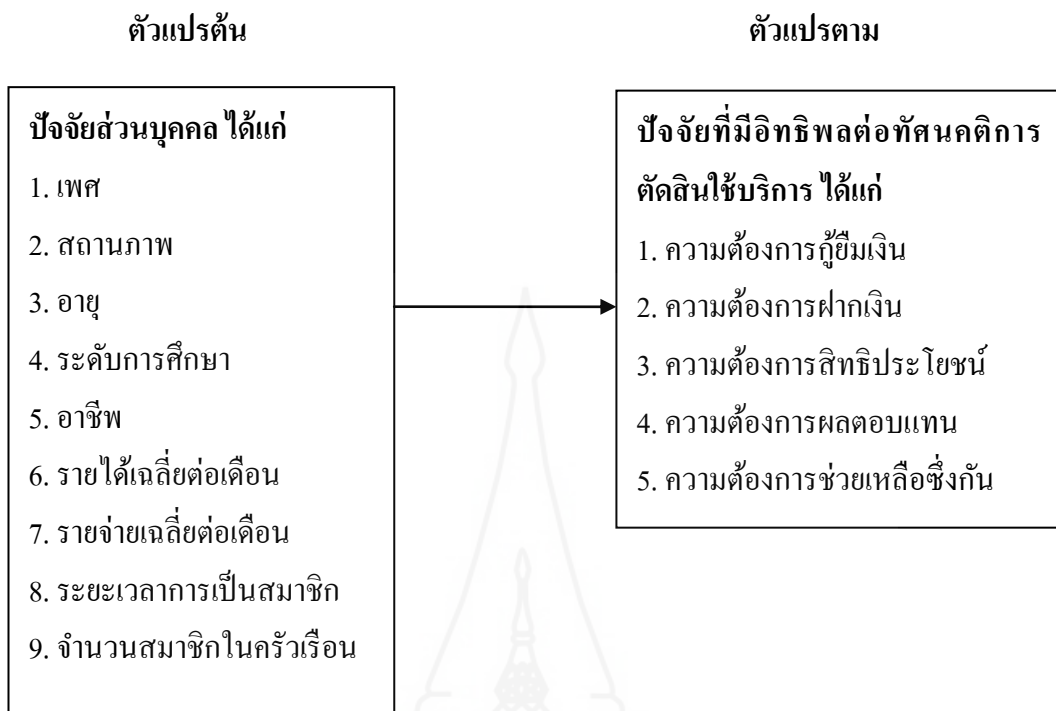 ตัวแปรต้น
ตัวแปรตาม
ปัจจัยส่วนบุคคล ได้แก่
1. เพศ
2. สถานภาพ
3. อายุ
4. ระดับการศึกษา
5. อาชีพ
6. รายได้เฉลี่ยต่อเดือน
7. รายจ่ายเฉลี่ยต่อเดือน
8. ระยะเวลาการเป็นสมาชิก
9. จำนวนสมาชิกในครัวเรือน
ปัจจัยที่มีอิทธิพลต่อทัศนคติการ
ตัดสินใช้บริการ ได้แก่
1. ความต้องการกู้ยืมเงิน
2. ความต้องการฝากเงิน
3. ความต้องการสิทธิประโยชน์
4. ความต้องการผลตอบแทน
5. ความต้องการช่วยเหลือซึ่งกัน